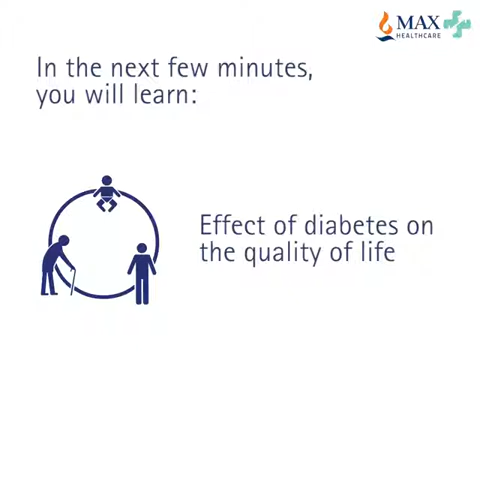 MAX
HEALTHCARE
In the next few minutes,
you will learn:
Effect of diabetes on
the quality of life